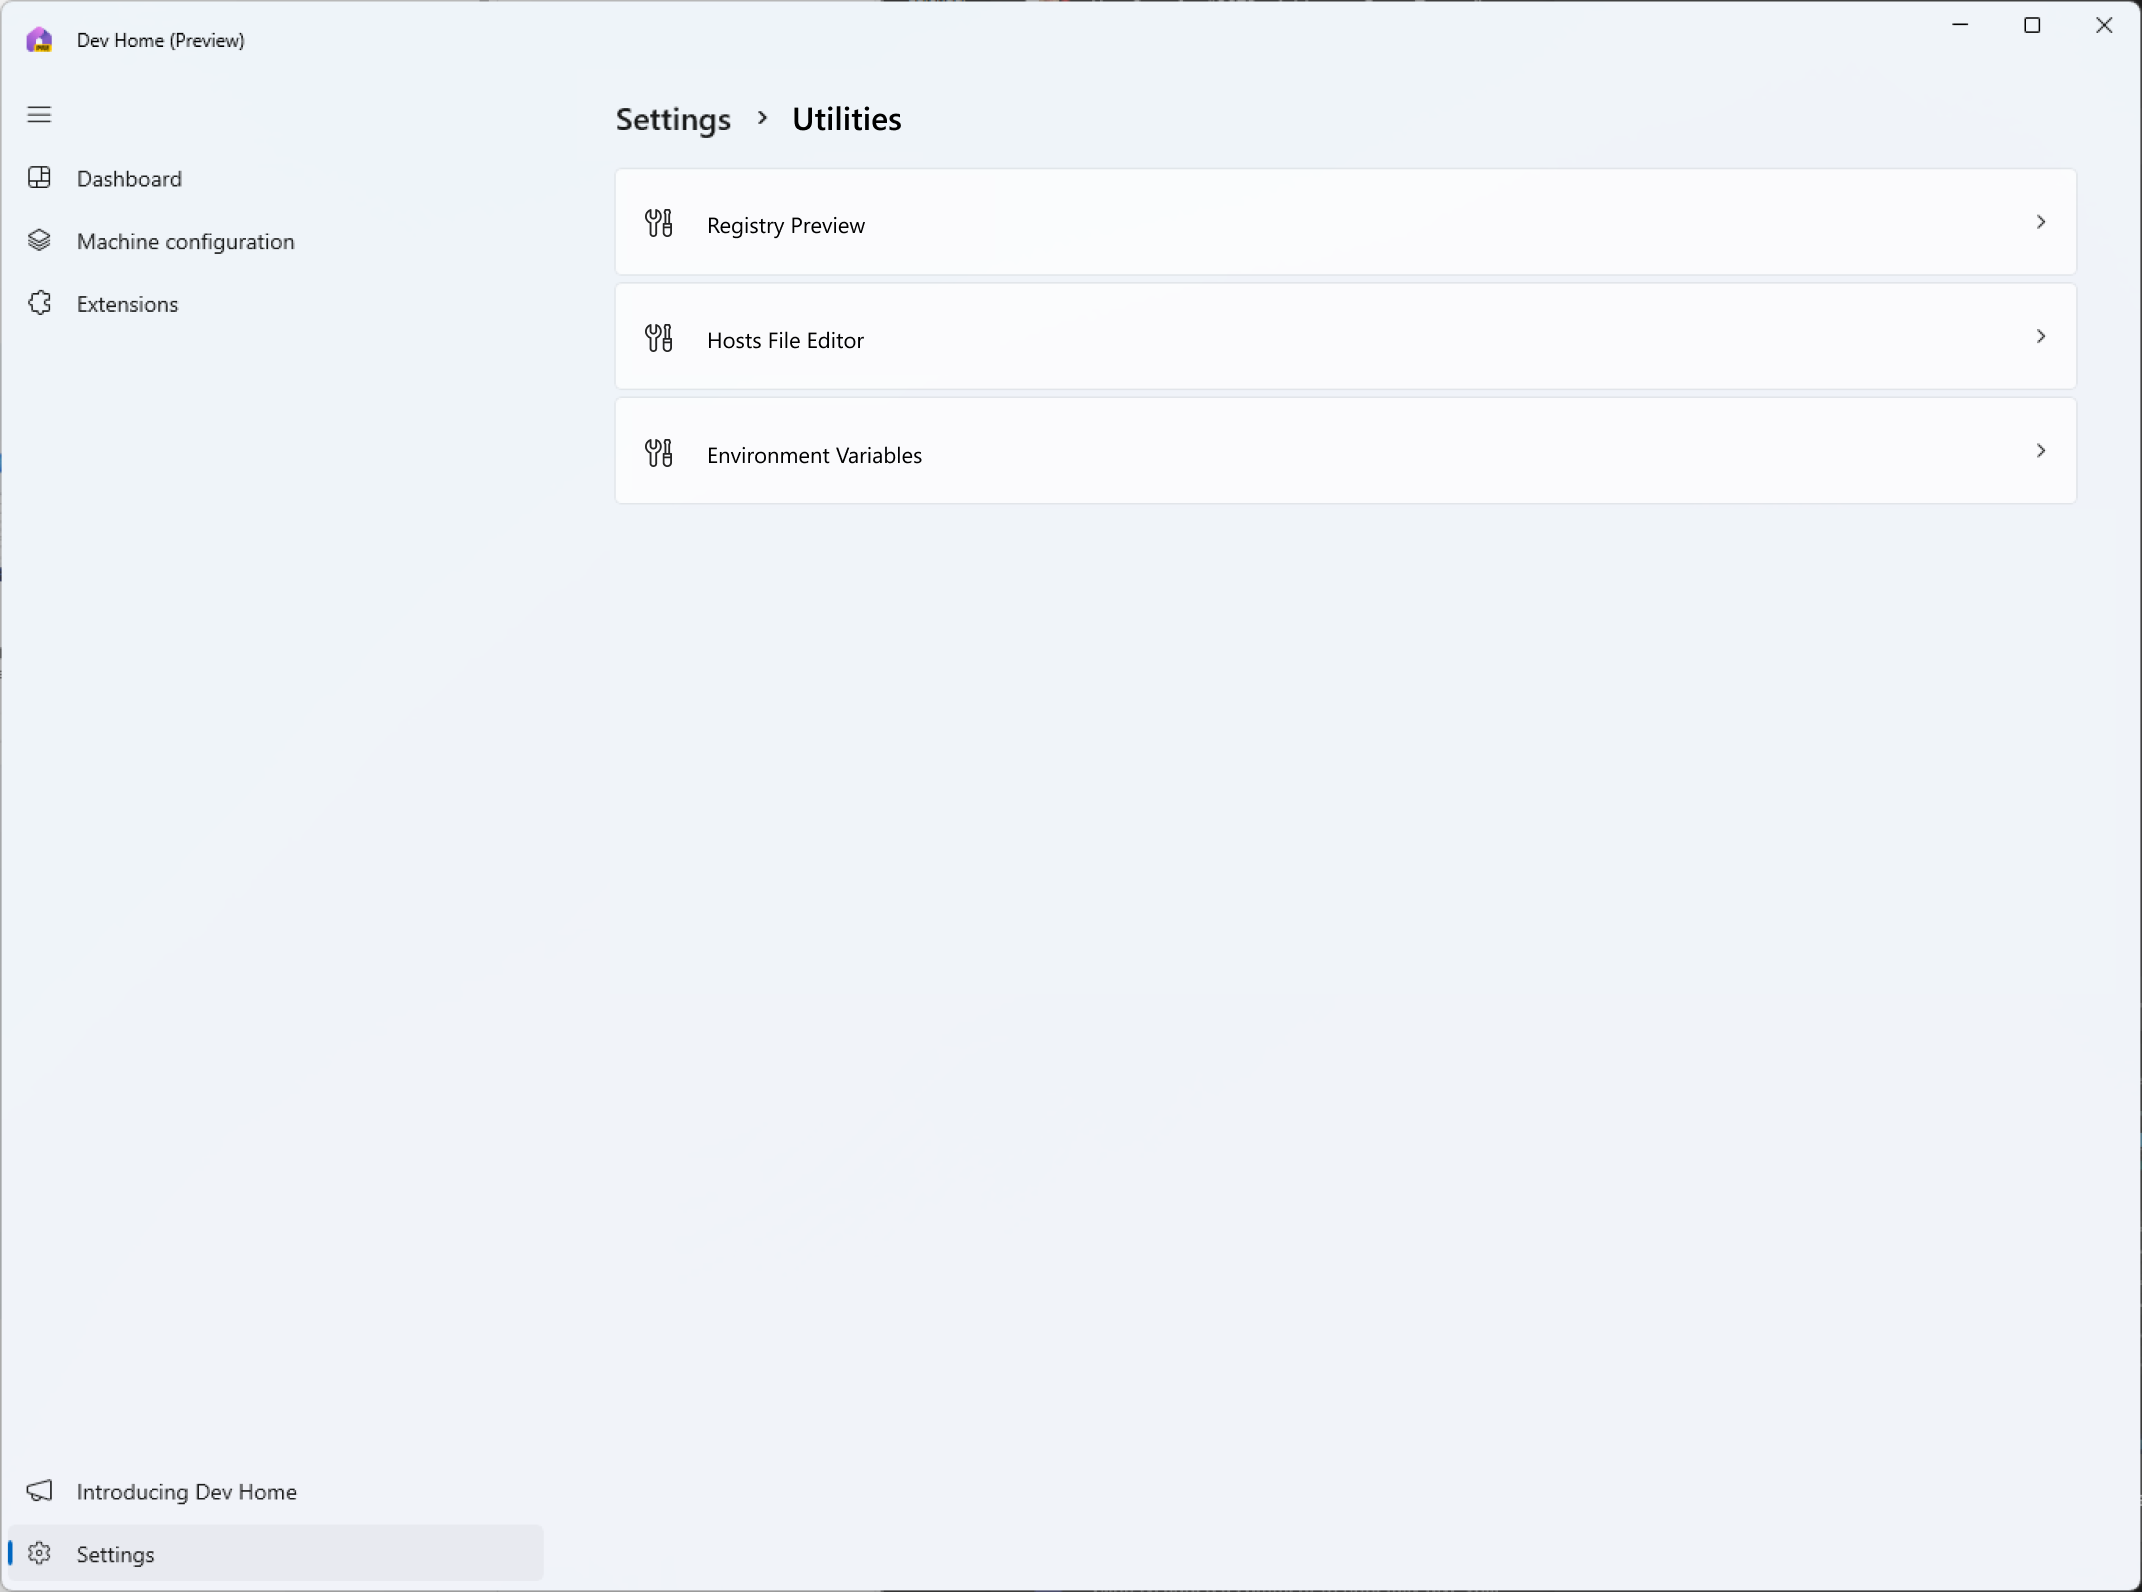 Dev Home (Preview)
Settings > Utilities
Dashboard
Machine configuration
Extensions
Registry Preview
Hosts File Editor
Environment Variables
Introducing Dev Home
Settings